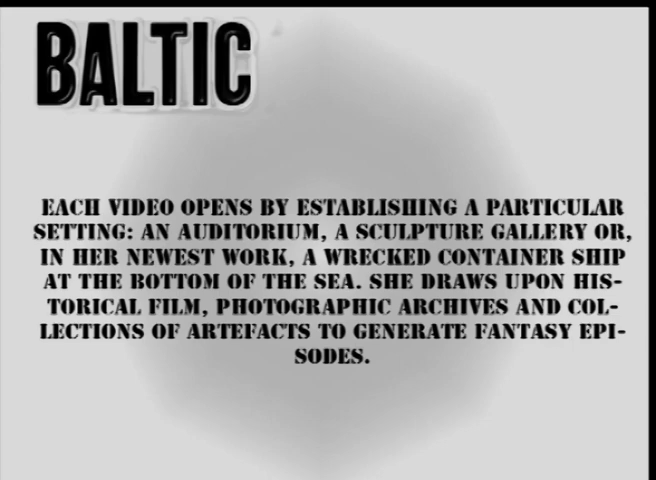 BALTIC
EACH VIDEO OPENS BY ESTABLISHING A PARTICULAR
SETTING: AN AUDITORIUM, A SCULPTURE GALLERY OR,
IN HER NEWEST WORK, A WRECKED CONTAINER SHIP
AT THE BOTTOM OF THE SEA. SHE DRAWS UPON HIS-
TORICAL FILM, PHOTOGRAPHIC ARCHIVES AND COL-
LECTIONS OF ARTEFACTS TO GENERATE FANTASY EPI-
SODES.